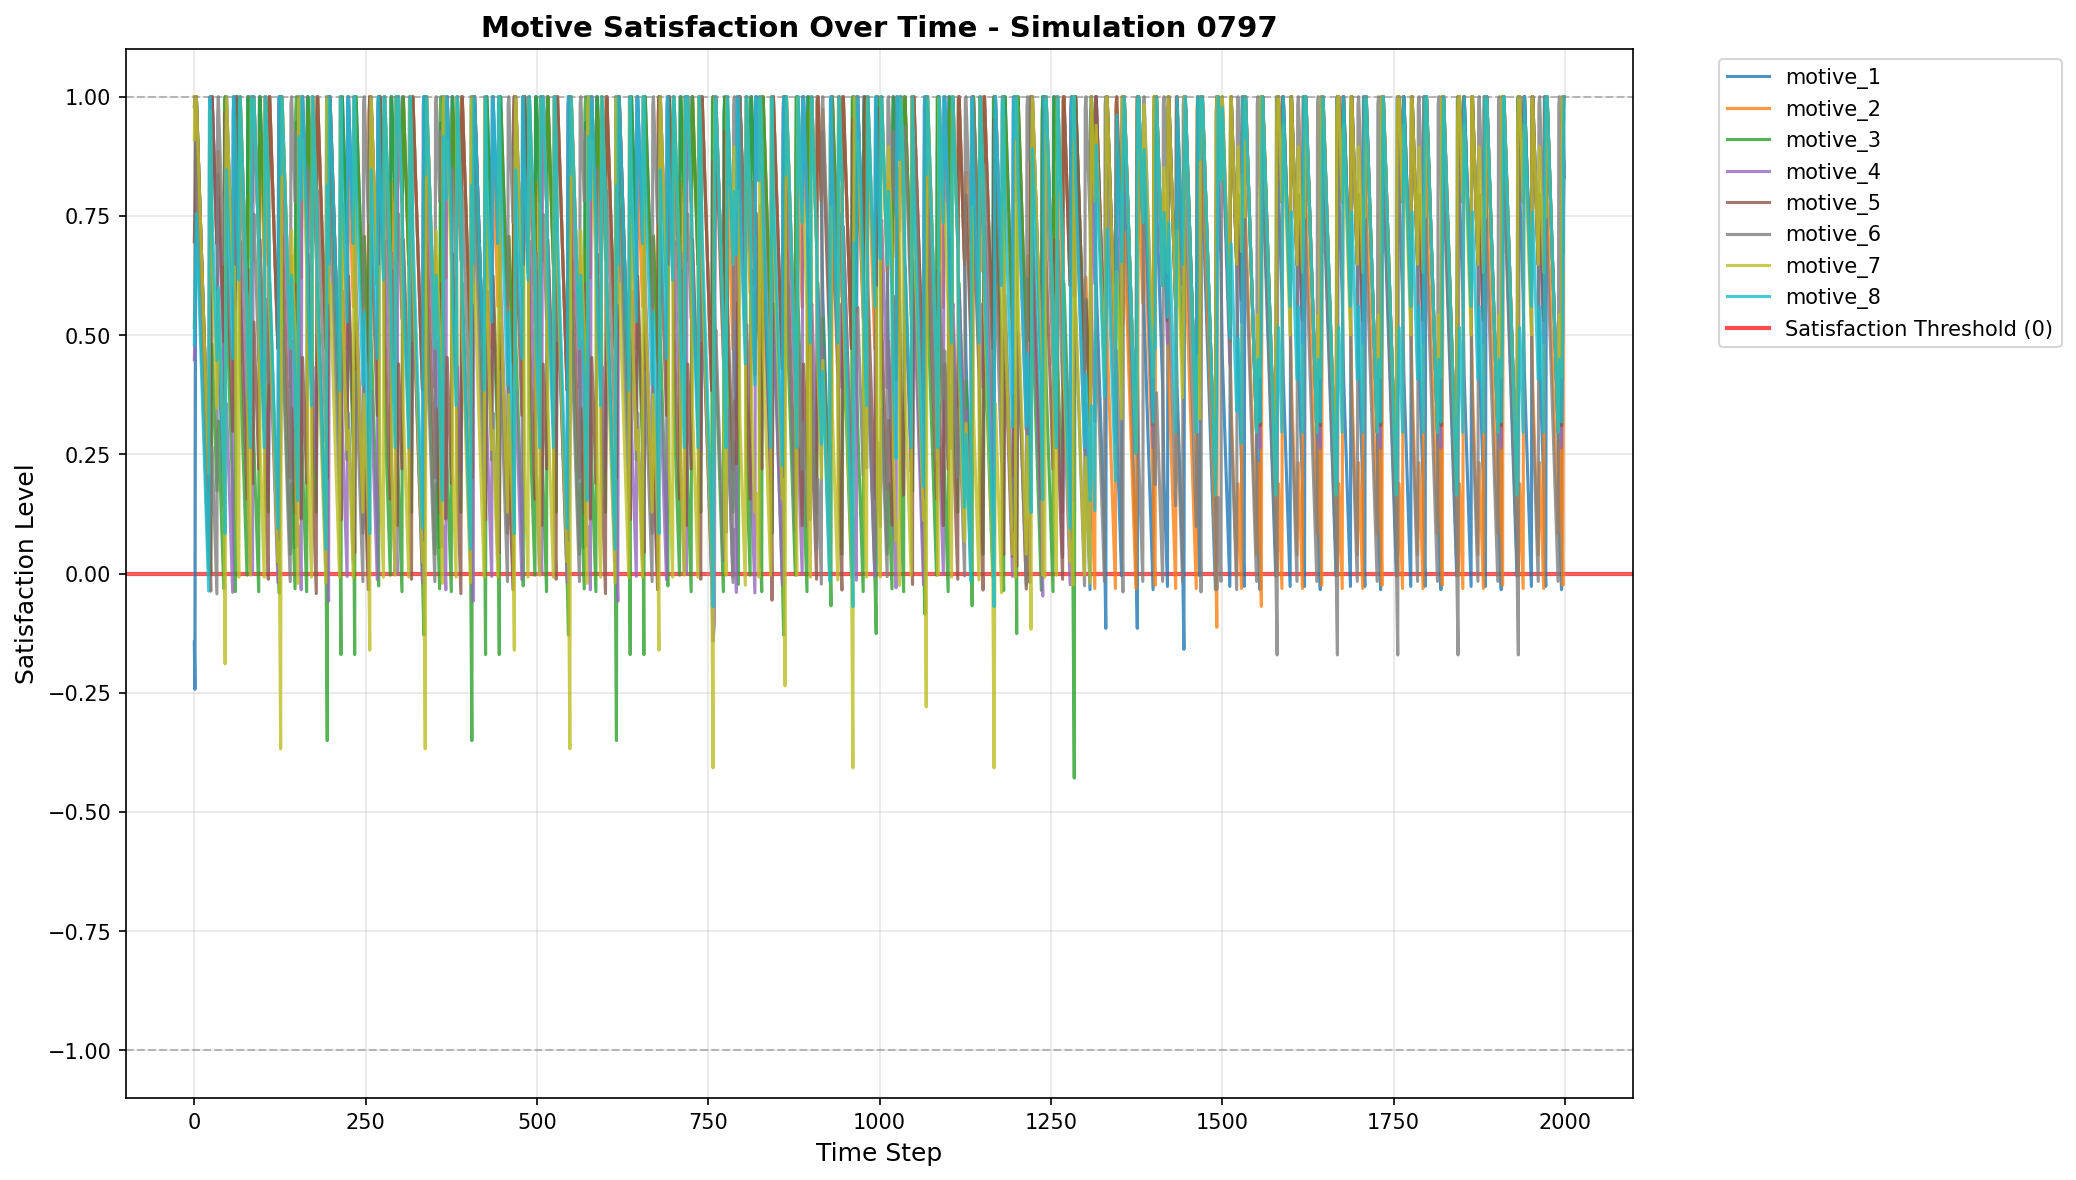 Motive Satisfaction Over Time - Simulation 0797
Satisfaction Level
1.00
0.75
0.50
0.25
0.00
−0.25
−0.50
−0.75
−1.00
0
250
500
750
1000
1250
1500
1750
2000
Time Step
motive_1
motive_2
motive_3
motive_4
motive_5
motive_6
motive_7
motive_8
Satisfaction Threshold (0)